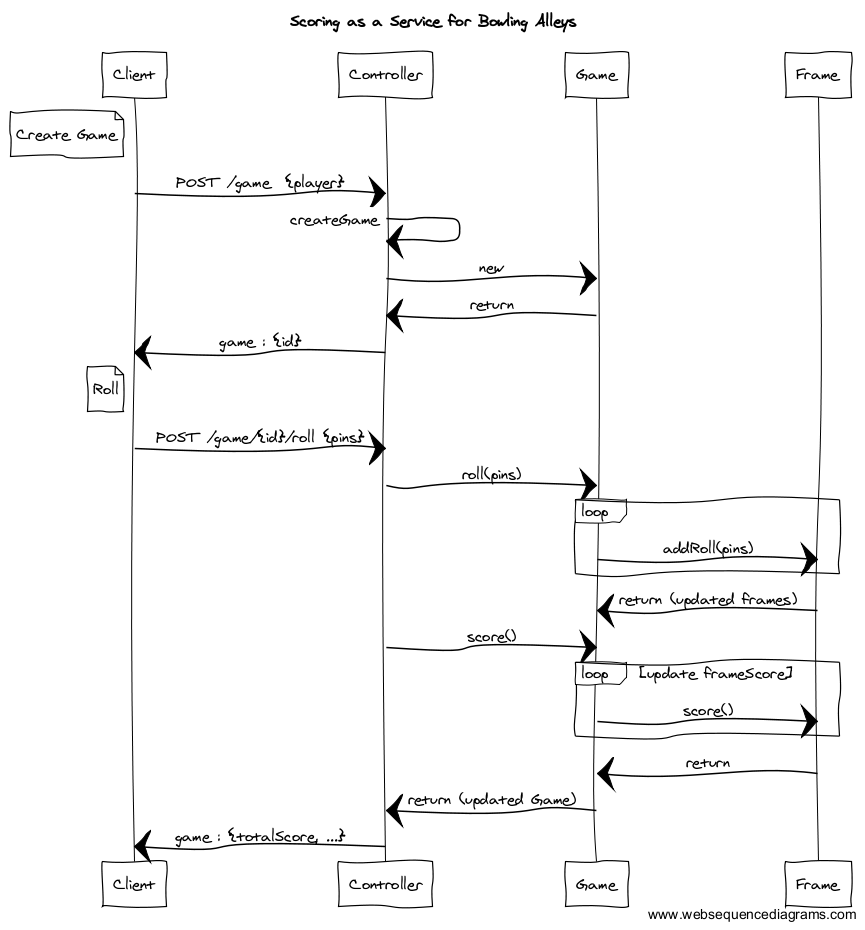 Scoring as a Service for Bowling Alleys
Client
Controller
Game
Frame
Create Game
POST /game {player}
createGame
new
return
game : {id}
Roll
POST /game/{id}/roll {pins}
roll(pins)
loop
addRoll(pins)
return (updated frames)
score()
loop [update frameScore]
score()
return
return (updated Game)
game : {totalScore, ...}
Client
Controller
Game
Frame
www.websequencediagrams.com